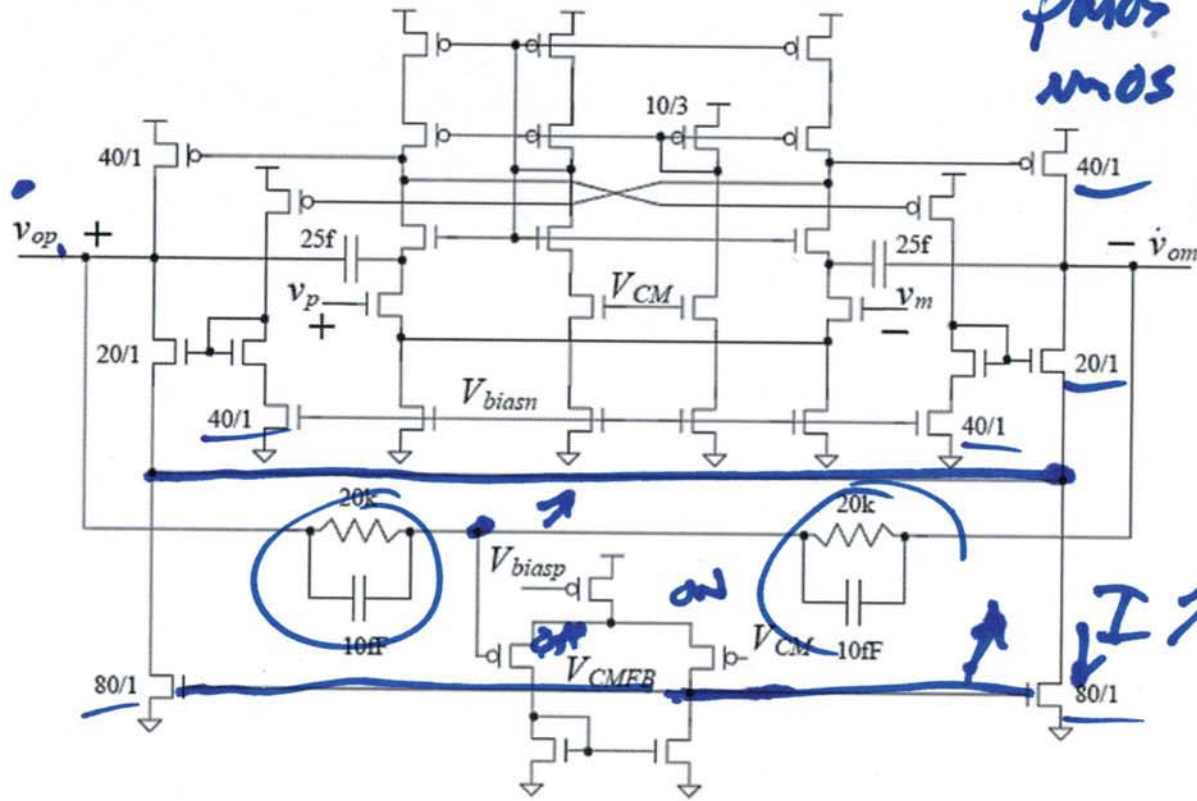 pmos
nmos
10/3
40/1
40/1
v_op +
25f
25f
− v_om
v_p
+
V_CM
v_m
−
20/1
20/1
V_biasn
40/1
40/1
20k
20k
V_biasp
on
off
V_CM
10fF
V_CMFB
10fF
I
80/1
80/1